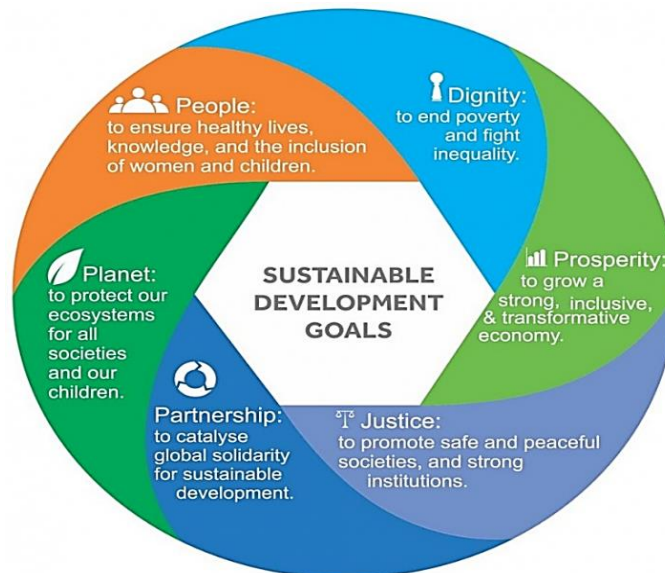 SUSTAINABLE
DEVELOPMENT
GOALS
People:
to ensure healthy lives,
knowledge, and the inclusion
of women and children.
Dignity:
to end poverty
and fight
inequality.
Prosperity:
to grow a
strong, inclusive,
& transformative
economy.
Justice:
to promote safe and peaceful
societies, and strong
institutions.
Partnership:
to catalyse
global solidarity
for sustainable
development.
Planet:
to protect our
ecosystems
for all
societies
and our
children.